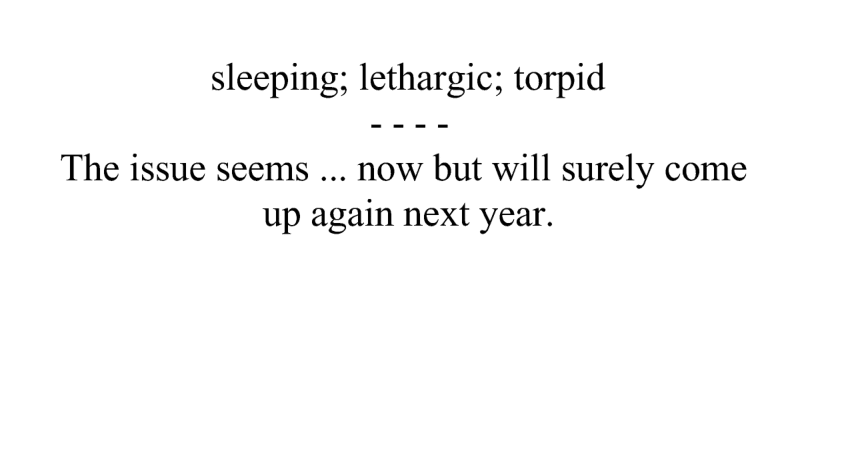 sleeping; lethargic; torpid
- - - -
The issue seems ... now but will surely come
up again next year.